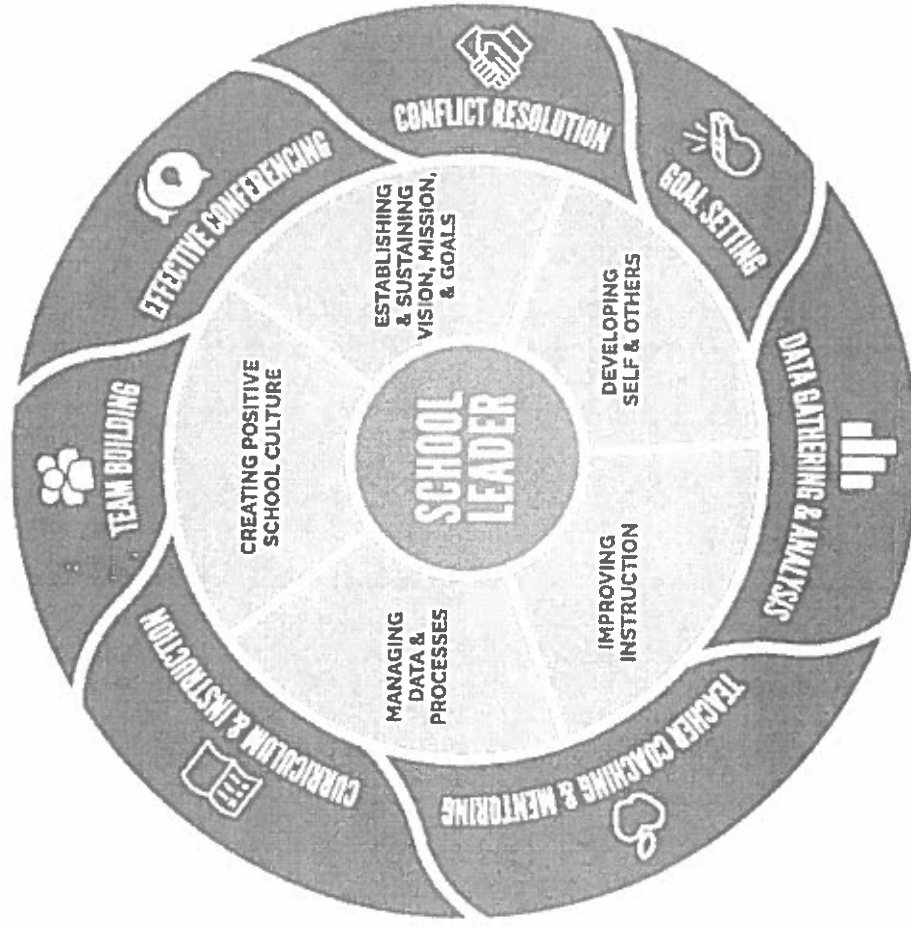 SCHOOL
LEADER
CREATING POSITIVE
SCHOOL CULTURE
ESTABLISHING
& SUSTAINING
VISION, MISSION,
& GOALS
DEVELOPING
SELF & OTHERS
IMPROVING
INSTRUCTION
MANAGING
DATA &
PROCESSES
TEAM BUILDING
EFFECTIVE CONFERENCING
CONFLICT RESOLUTION
GOAL SETTING
DATA GATHERING & ANALYSIS
TEACHER COACHING & MENTORING
CURRICULUM & INSTRUCTION